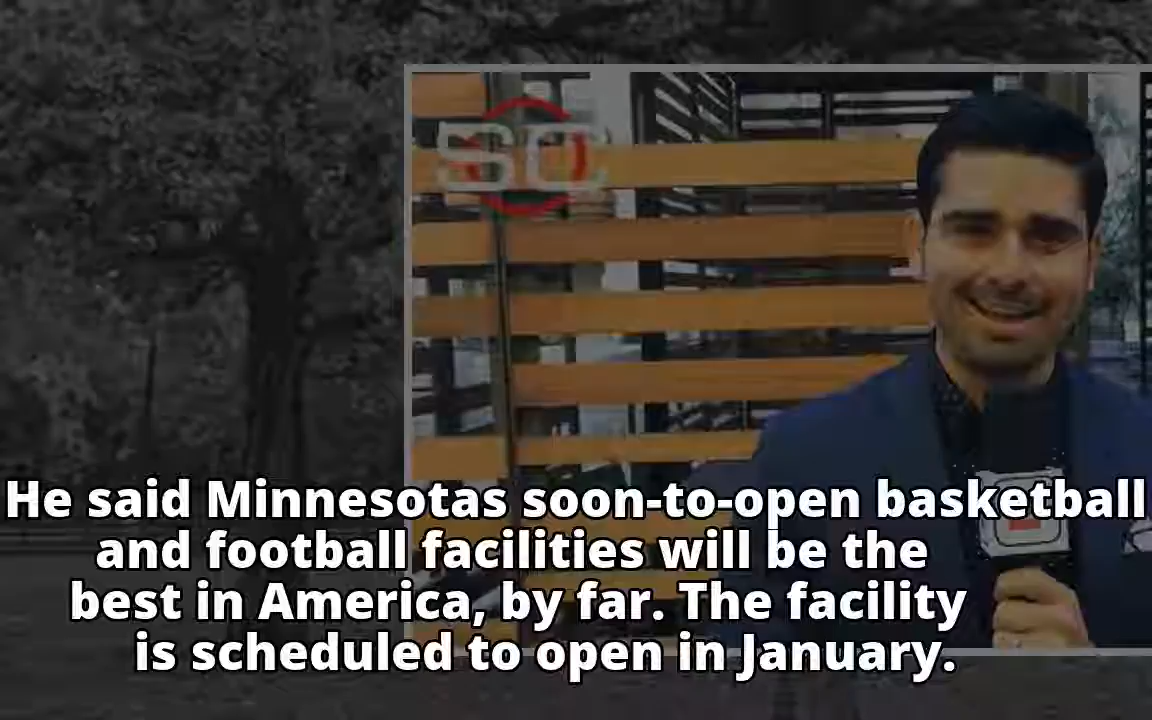 SC
He said Minnesotas soon-to-open basketball
and football facilities will be the
best in America, by far. The facility
is scheduled to open in January.